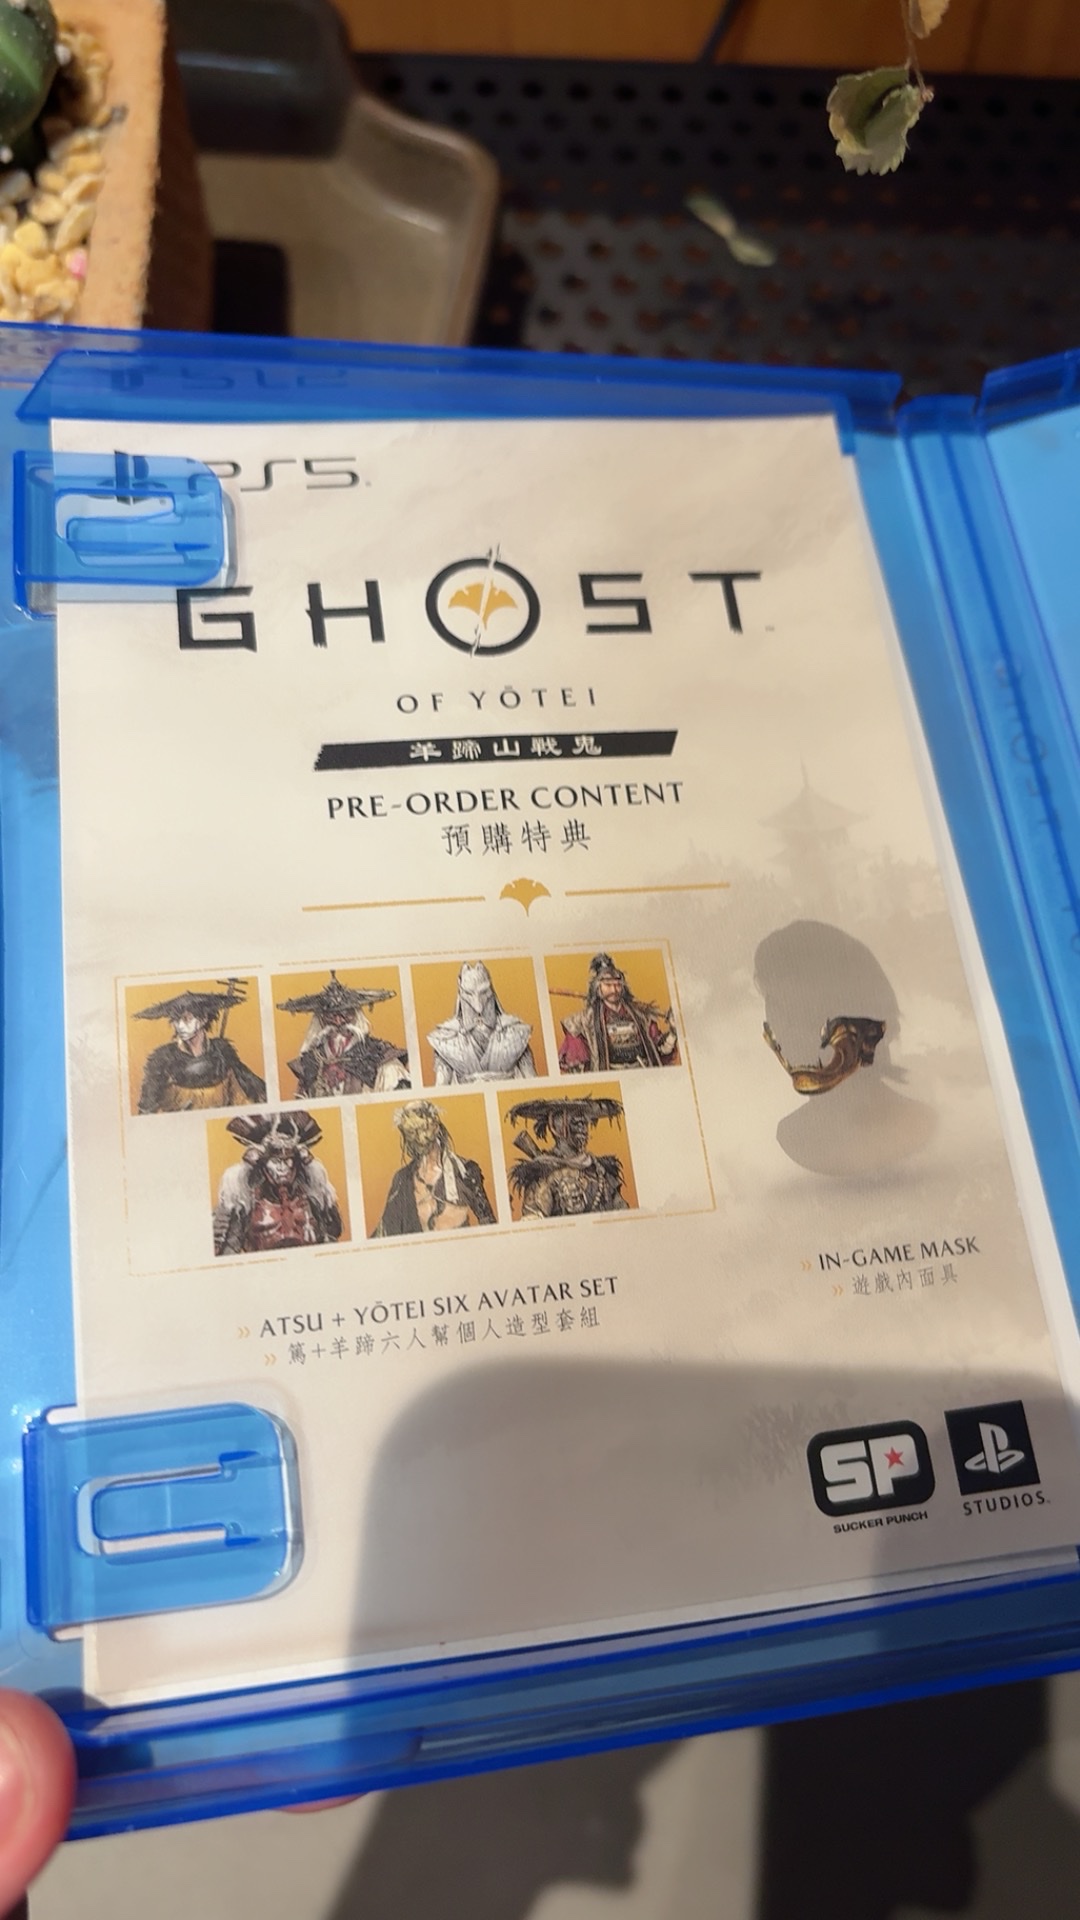 PS5
GHOST
OF YŌTEI
羊蹄山戰鬼
PRE-ORDER CONTENT
預購特典
» ATSU + YŌTEI SIX AVATAR SET
» 篤+羊蹄六人幫個人造型套組
» IN-GAME MASK
» 遊戲內面具
SP
SUCKER PUNCH
STUDIOS